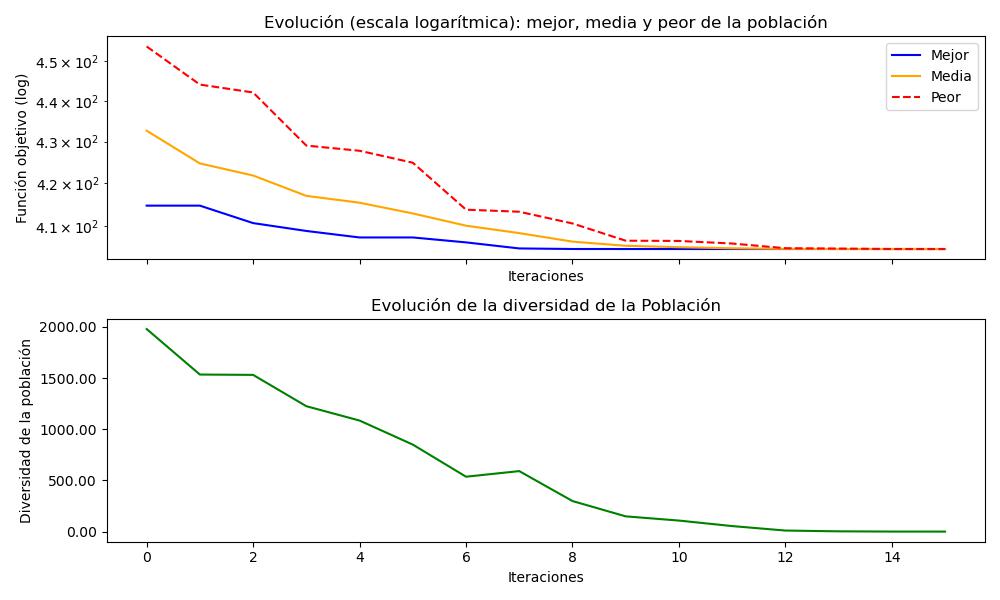 Evolución (escala logarítmica): mejor, media y peor de la población
Función objetivo (log)
4.5 × 10²
4.4 × 10²
4.3 × 10²
4.2 × 10²
4.1 × 10²
Mejor
Media
Peor
Iteraciones
Evolución de la diversidad de la Población
Diversidad de la población
2000.00
1500.00
1000.00
500.00
0.00
0 2 4 6 8 10 12 14
Iteraciones